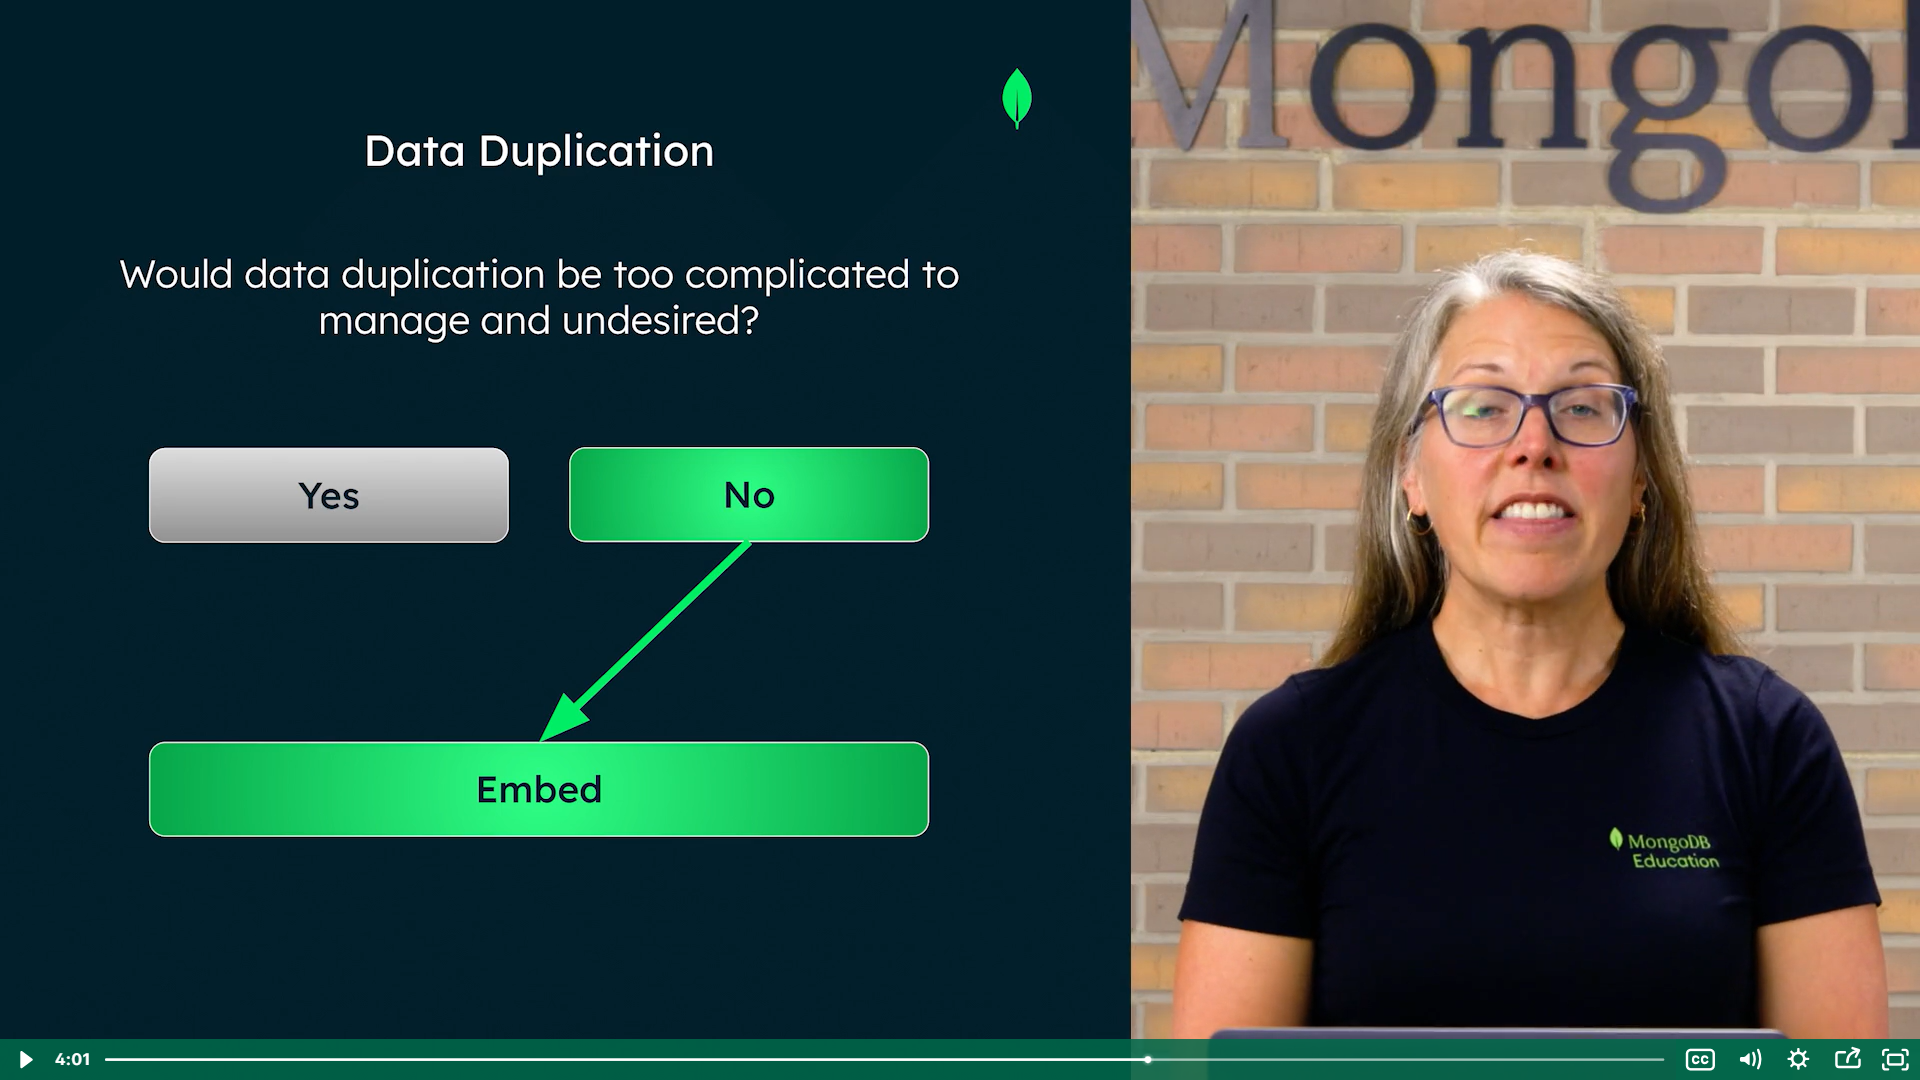 Data Duplication
Would data duplication be too complicated to
manage and undesired?
Yes
No
Embed
Mongo
MongoDB
Education
4:01
CC